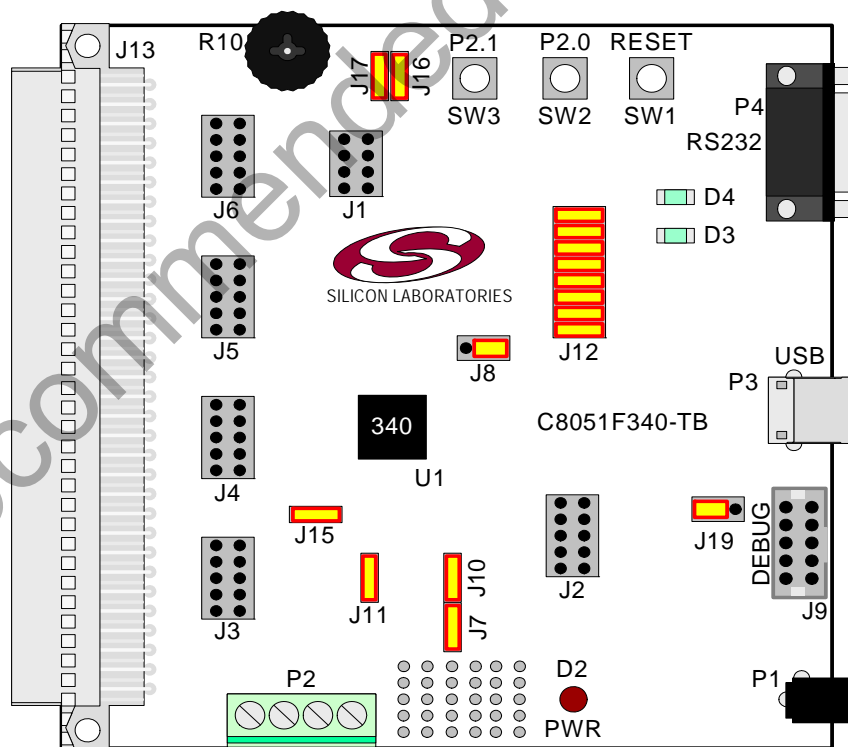 J13
R10
J17
J16
P2.1
P2.0
RESET
SW3
SW2
SW1
P4
RS232
J6
J1
D4
D3
SILICON LABORATORIES
J5
J8
J12
USB
P3
340
C8051F340-TB
U1
J4
J15
J19
DEBUG
J3
J11
J10
J7
J2
J9
P2
D2
PWR
P1
commended